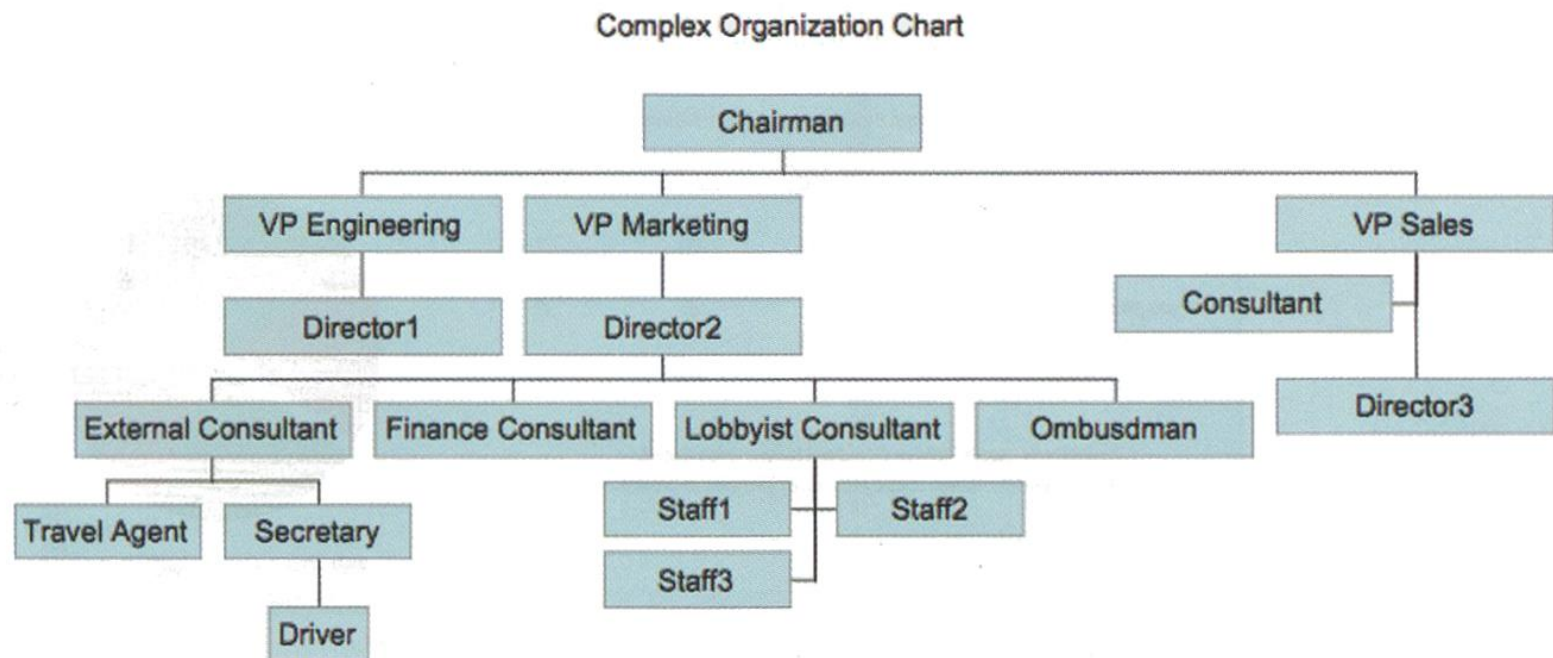 Complex Organization Chart
Chairman
VP Engineering
VP Marketing
VP Sales
Consultant
Director1
Director2
Director3
External Consultant
Finance Consultant
Lobbyist Consultant
Ombusdman
Travel Agent
Secretary
Staff1
Staff2
Staff3
Driver